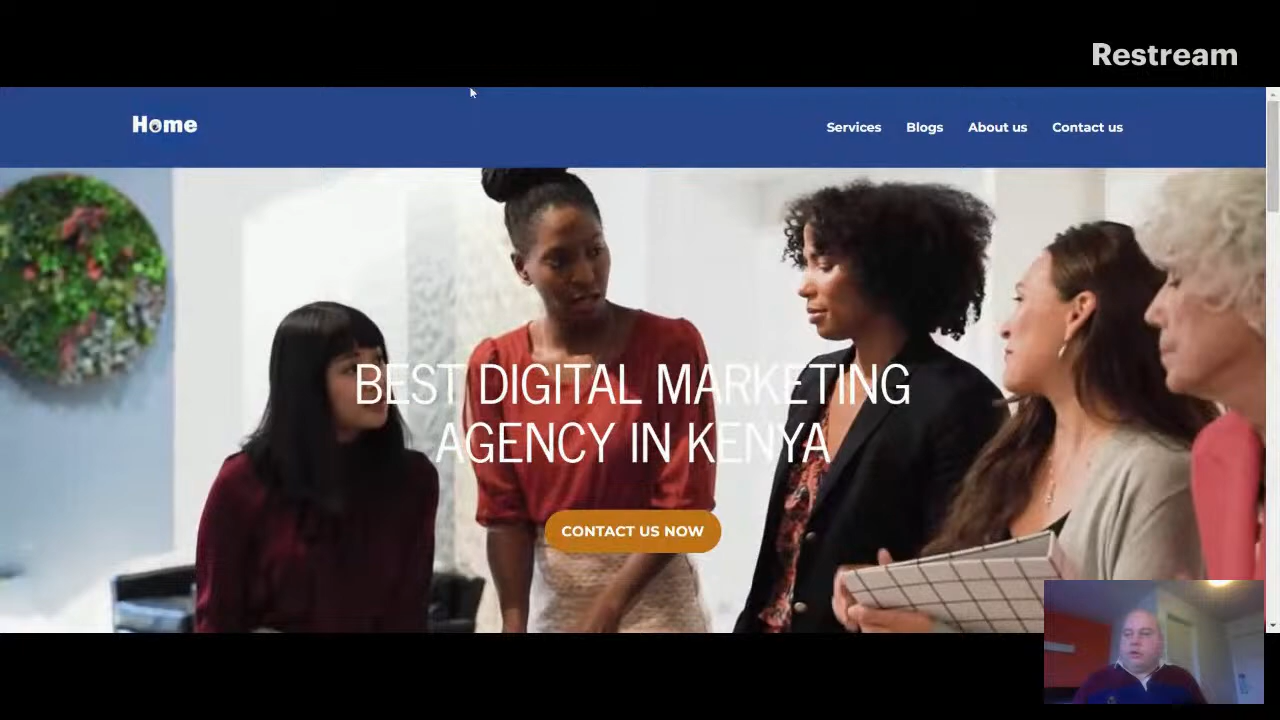 Restream
Home
Services
Blogs
About us
Contact us
BEST DIGITAL MARKETING
AGENCY IN KENYA
CONTACT US NOW